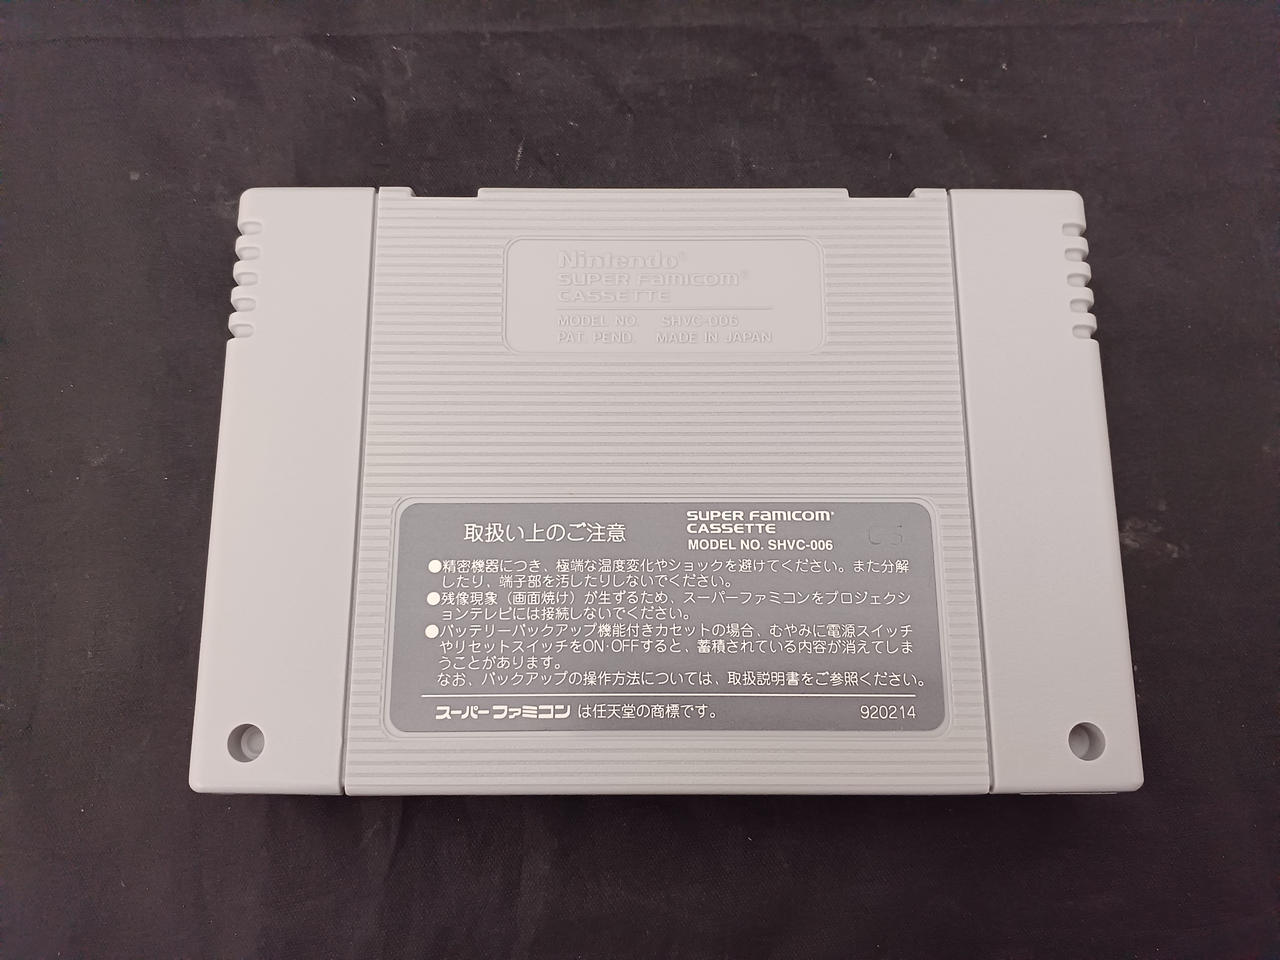 Nintendo®
SUPER FAMICOM®
CASSETTE
MODEL NO. SHVC-006
PAT. PEND. MADE IN JAPAN
取扱い上のご注意
SUPER FAMICOM®
CASSETTE
MODEL NO. SHVC-006
●精密機器につき、極端な温度変化やショックを避けてください。また分解
したり、端子部を汚したりしないでください。
●残像現象（画面焼け）が生ずるため、スーパーファミコンをプロジェクシ
ョンテレビには接続しないでください。
●バッテリーバックアップ機能付きカセットの場合、むやみに電源スイッチ
やリセットスイッチをON・OFFすると、蓄積されている内容が消えてしま
うことがあります。
なお、バックアップの操作方法については、取扱説明書をご参照ください。
スーパーファミコン は任天堂の商標です。
920214